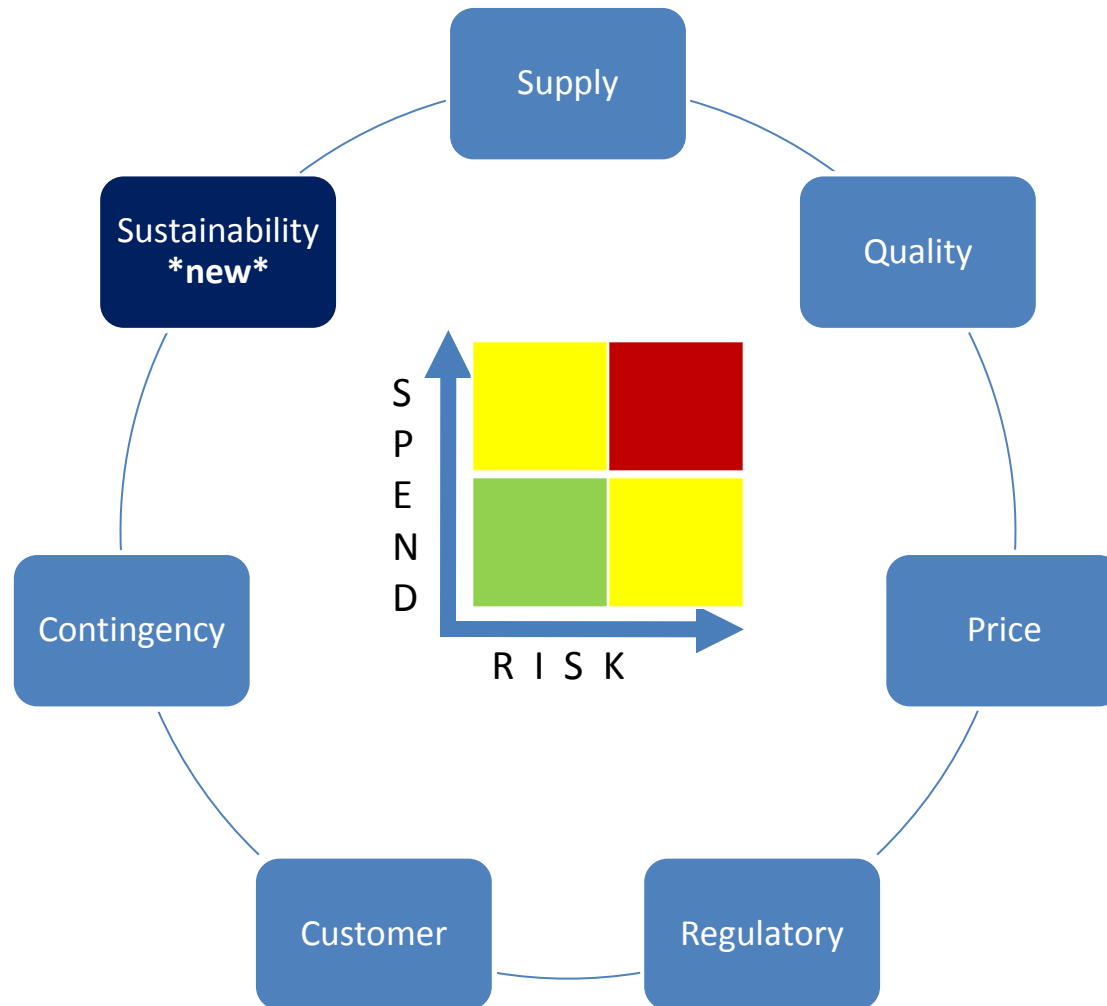 Supply
Quality
Price
Regulatory
Customer
Contingency
Sustainability
*new*
S
P
E
N
D
R I S K